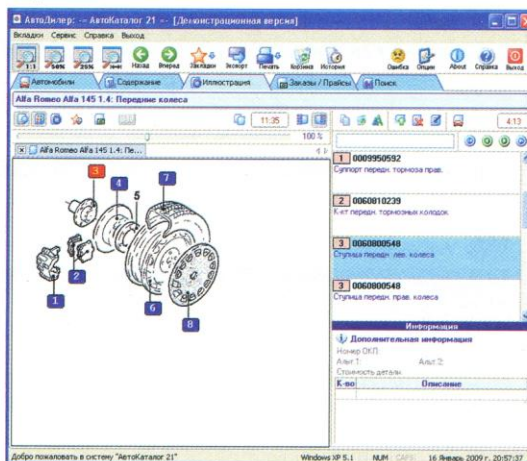 АвтоДилер: -- АвтоКаталог 21 -- [Демонстрационная версия]
Вкладки Сервис Справка Выход
1:1 50% 25% Назад Вперед Закладки Экспорт Печать Корзина История Ошибка Опции About Справка Выход
Автомобили Содержание Иллюстрация Заказы / Прайсы Поиск
Alfa Romeo Alfa 145 1.4: Передние колеса
11:35 4:13
100 %
Alfa Romeo Alfa 145 1.4: Пе...
1 0009950592
Суппорт передн. тормоза прав.
2 0060810239
К-кт передн. тормозных колодок
3 0060800548
Ступица передн. лев. колеса
3 0060800548
Ступица передн. прав. колеса
3 4 5 7
2
1 6 8
Информация
Дополнительная информация
Номер ОКП
Альт 1: Альт 2:
Стоимость детали
К-во Описание
Добро пожаловать в систему "АвтоКаталог 21" Windows XP 5.1 NUM CAPS 16 Январь 2009 г. 20:57:37